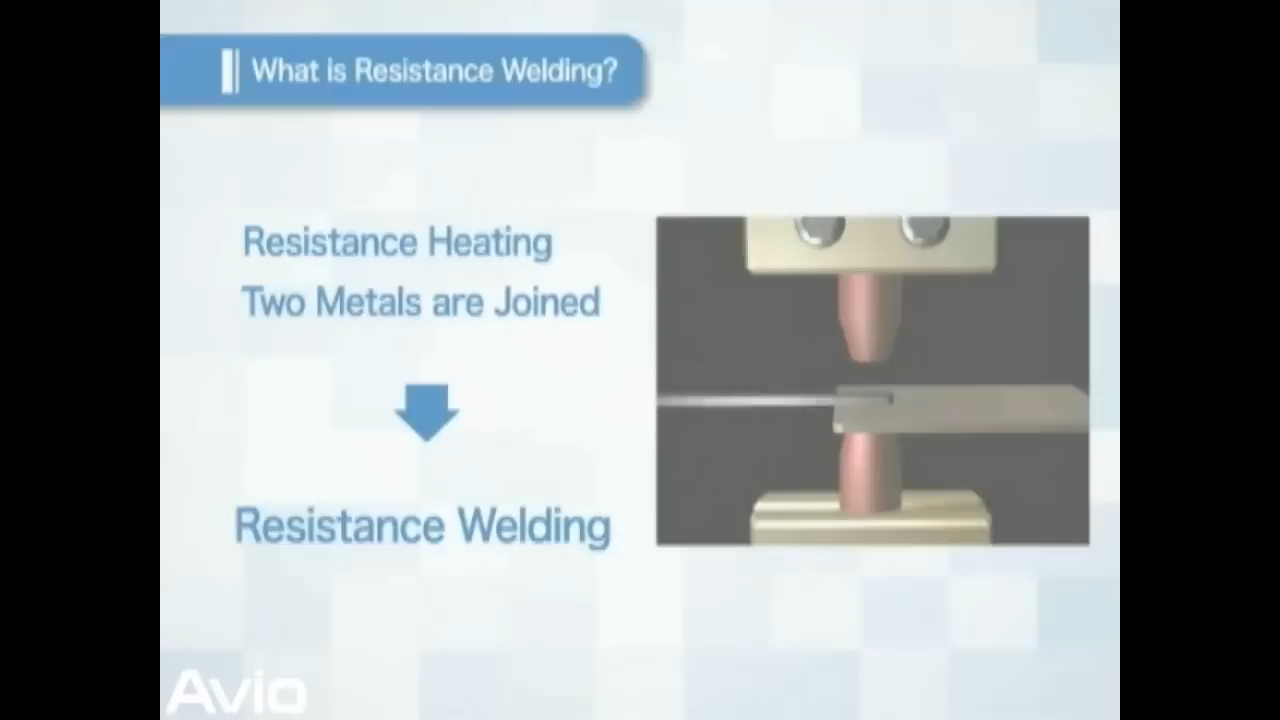 What is Resistance Welding?
Resistance Heating
Two Metals are Joined
Resistance Welding
Avio